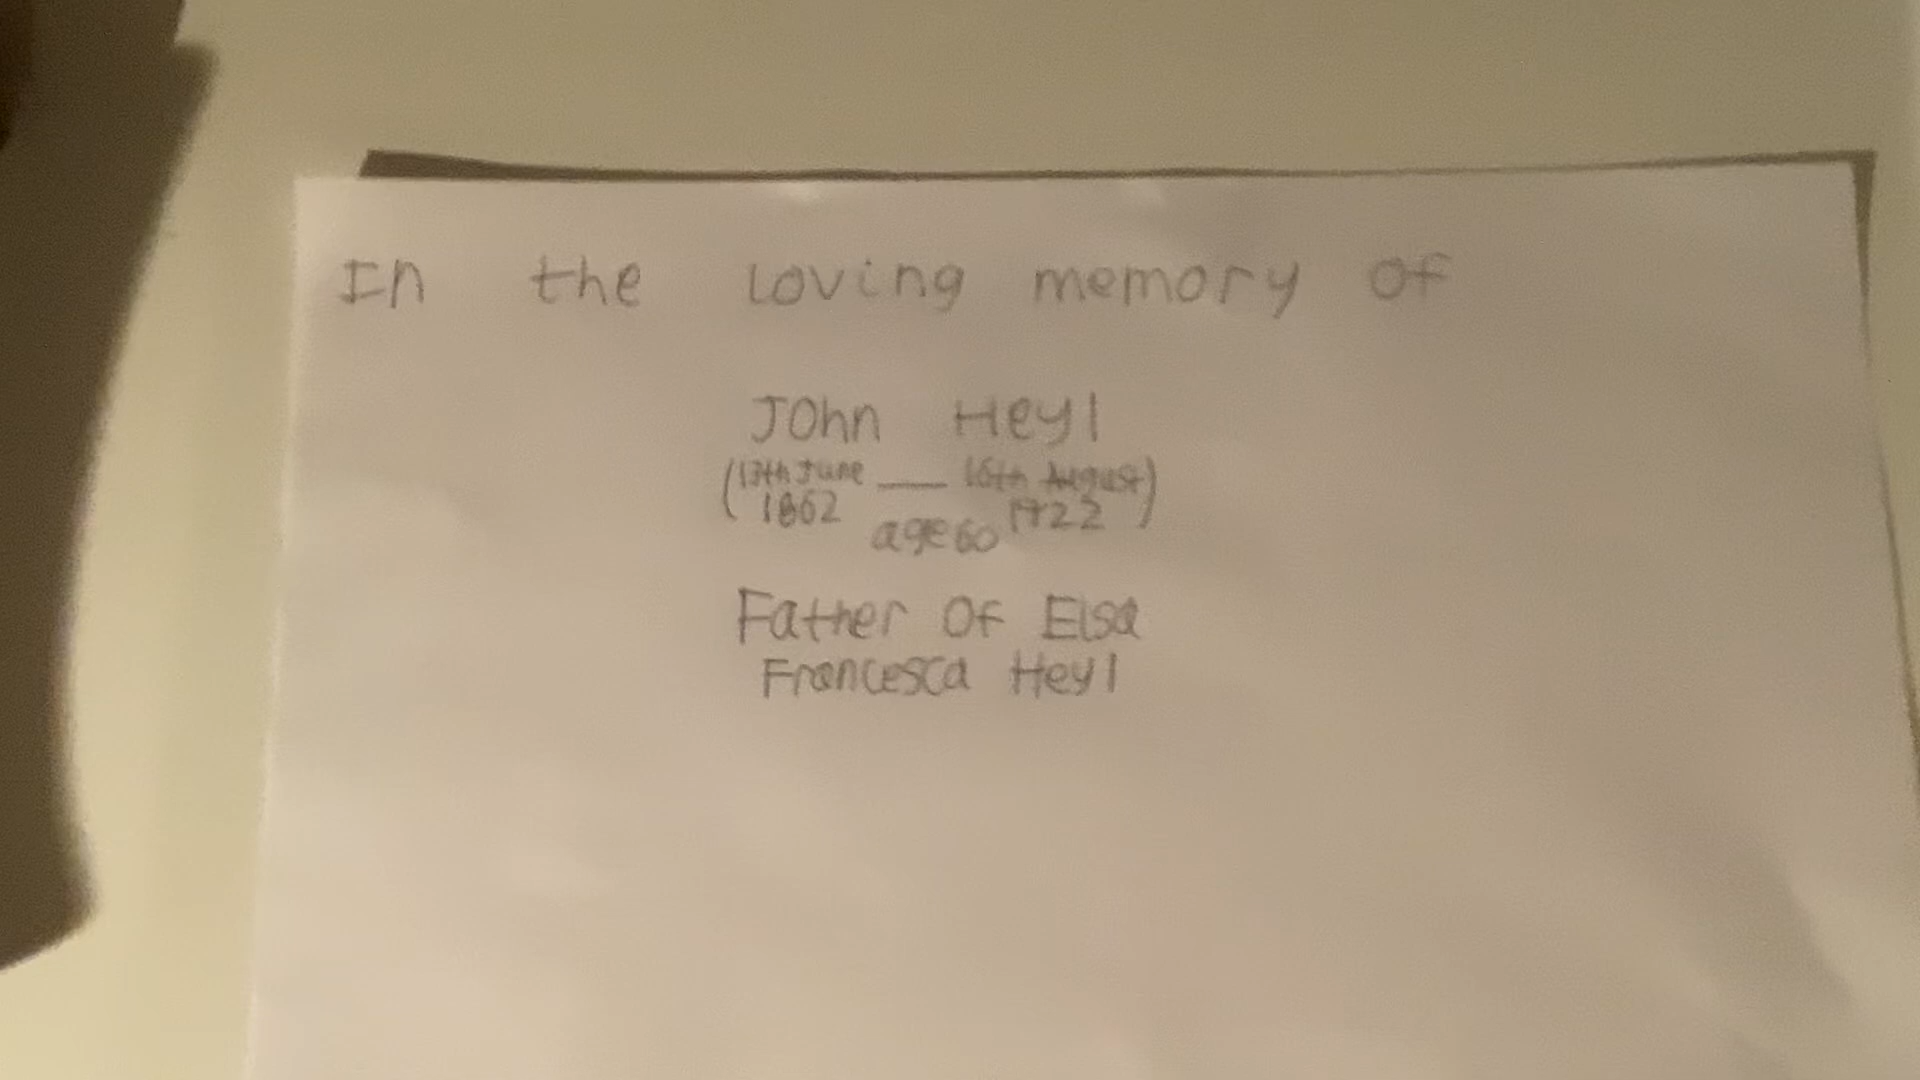 In the loving memory of
John Heyl
(13th June — 16th August)
1862 1922
age 60
Father of Elsa
Francesca Heyl